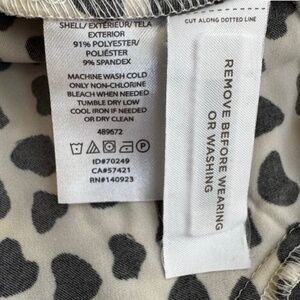 SHELL/EXTERIEUR/TELA
EXTERIOR
91% POLYESTER/
POLIÉSTER
9% SPANDEX
MACHINE WASH COLD
ONLY NON-CHLORINE
BLEACH WHEN NEEDED
TUMBLE DRY LOW
COOL IRON IF NEEDED
OR DRY CLEAN
489672
ID#70249
CA#57421
RN#140923
CUT ALONG DOTTED LINE
REMOVE BEFORE WEARING
OR WASHING